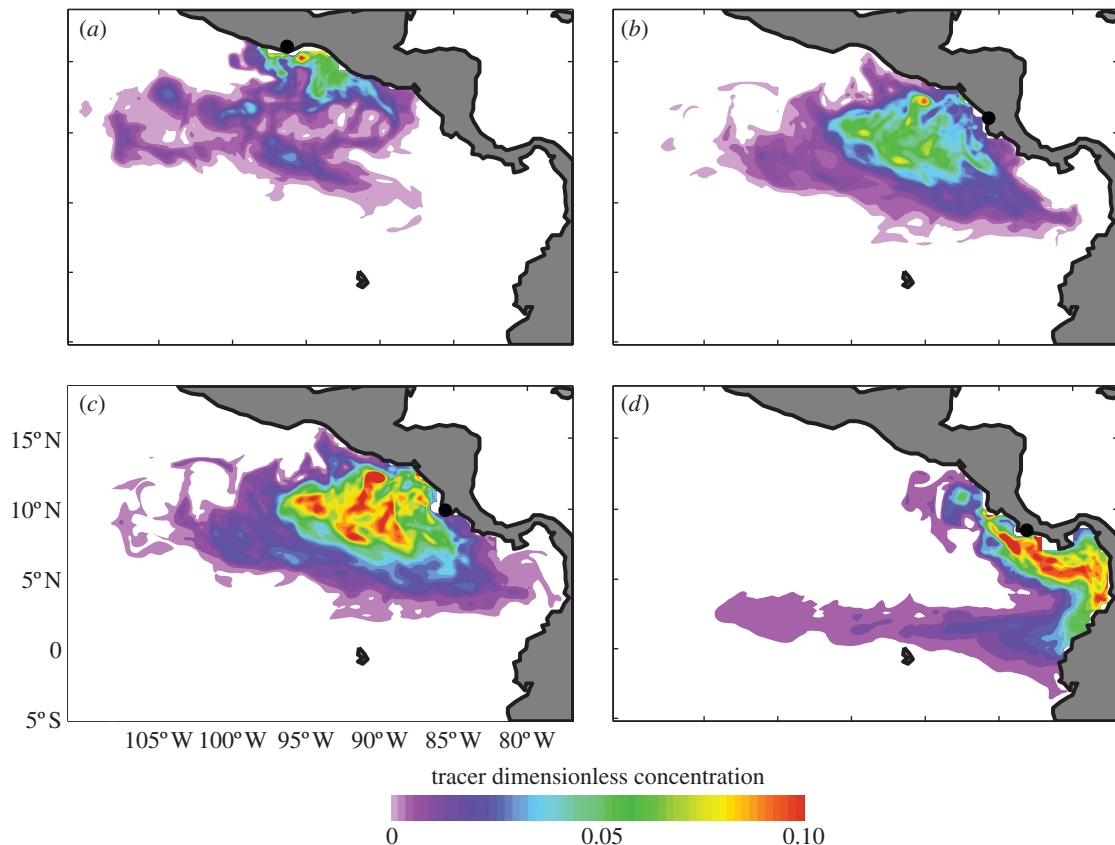 (a)
(b)
(c)
(d)
15° N
10° N
5° N
0
5° S
105° W 100° W 95° W 90° W 85° W 80° W
tracer dimensionless concentration
0 0.05 0.10